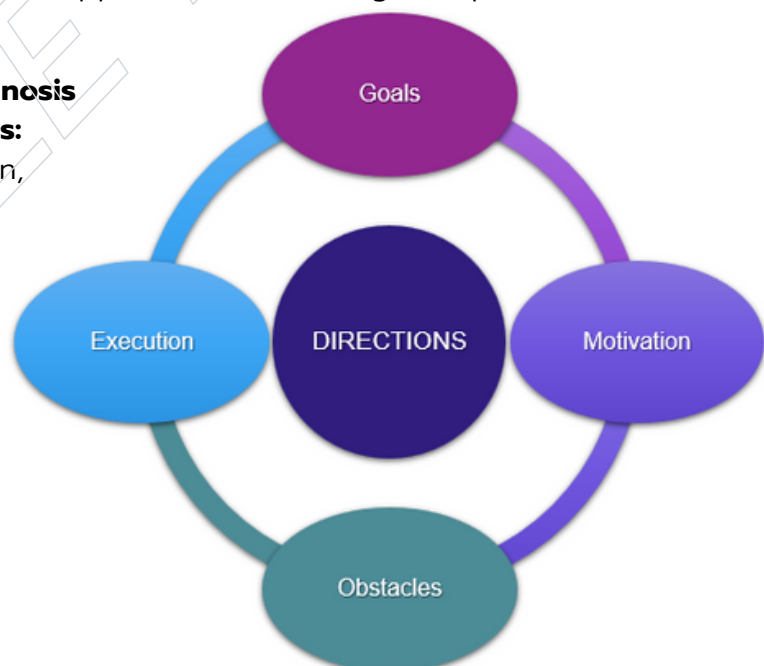 nosis
Goals
s:
n,
Execution
DIRECTIONS
Motivation
Obstacles